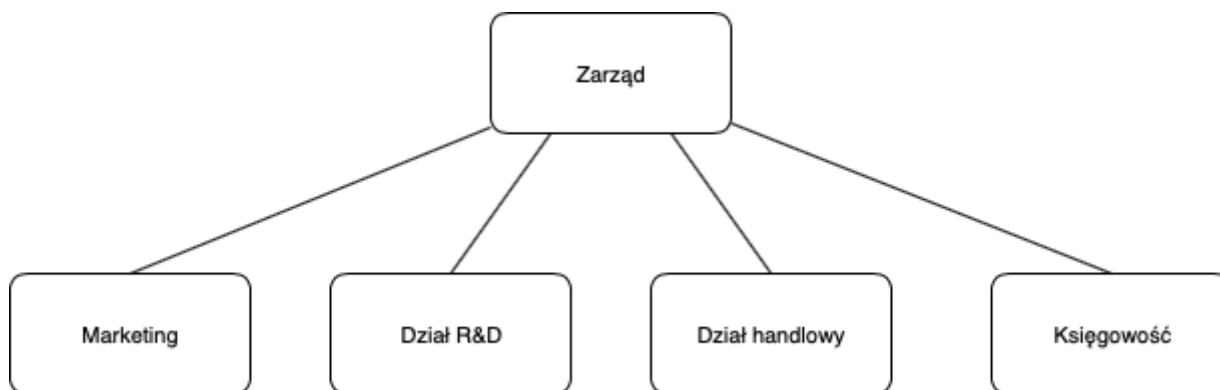 Zarząd
Marketing
Dział R&D
Dział handlowy
Księgowość